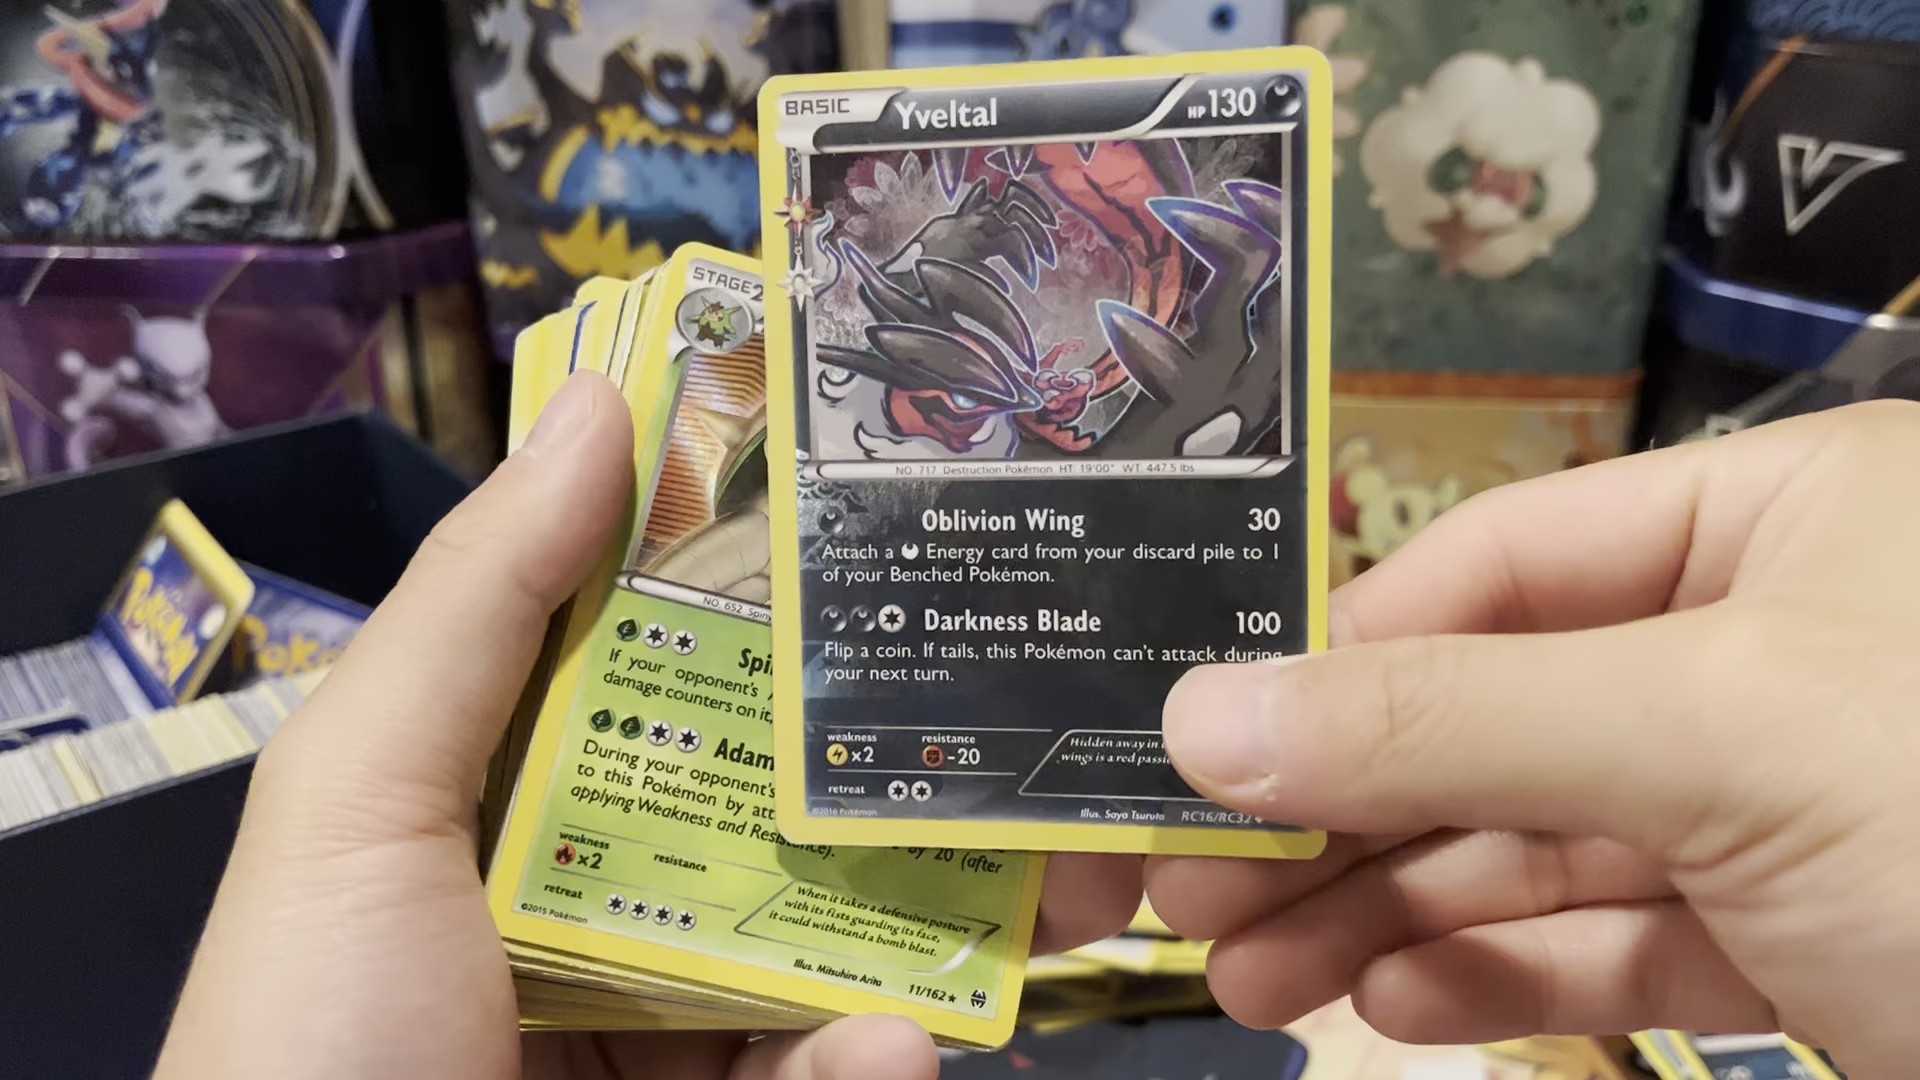 BASIC
Yveltal
HP 130
NO. 717 Destruction Pokémon HT: 19'00" WT: 447.5 lbs
Oblivion Wing 30
Attach a Energy card from your discard pile to 1
of your Benched Pokémon.
Darkness Blade 100
Flip a coin. If tails, this Pokémon can't attack during
your next turn.
weakness
×2
resistance
-20
retreat
Hidden away in
wings is a red
©2016 Pokémon
Illus. Saya Tsuruta
RC16/RC32
STAGE2
NO. 652
If your opponent's
damage counters on it,
During your opponent's
to this Pokémon by
applying Weakness and
by 20 (after
weakness
×2
resistance
retreat
When it takes a defensive posture
with its fists guarding its face,
it could withstand a bomb blast.
©2015 Pokémon
Illus. Mitsuhiro Arita
11/162
Pokémon